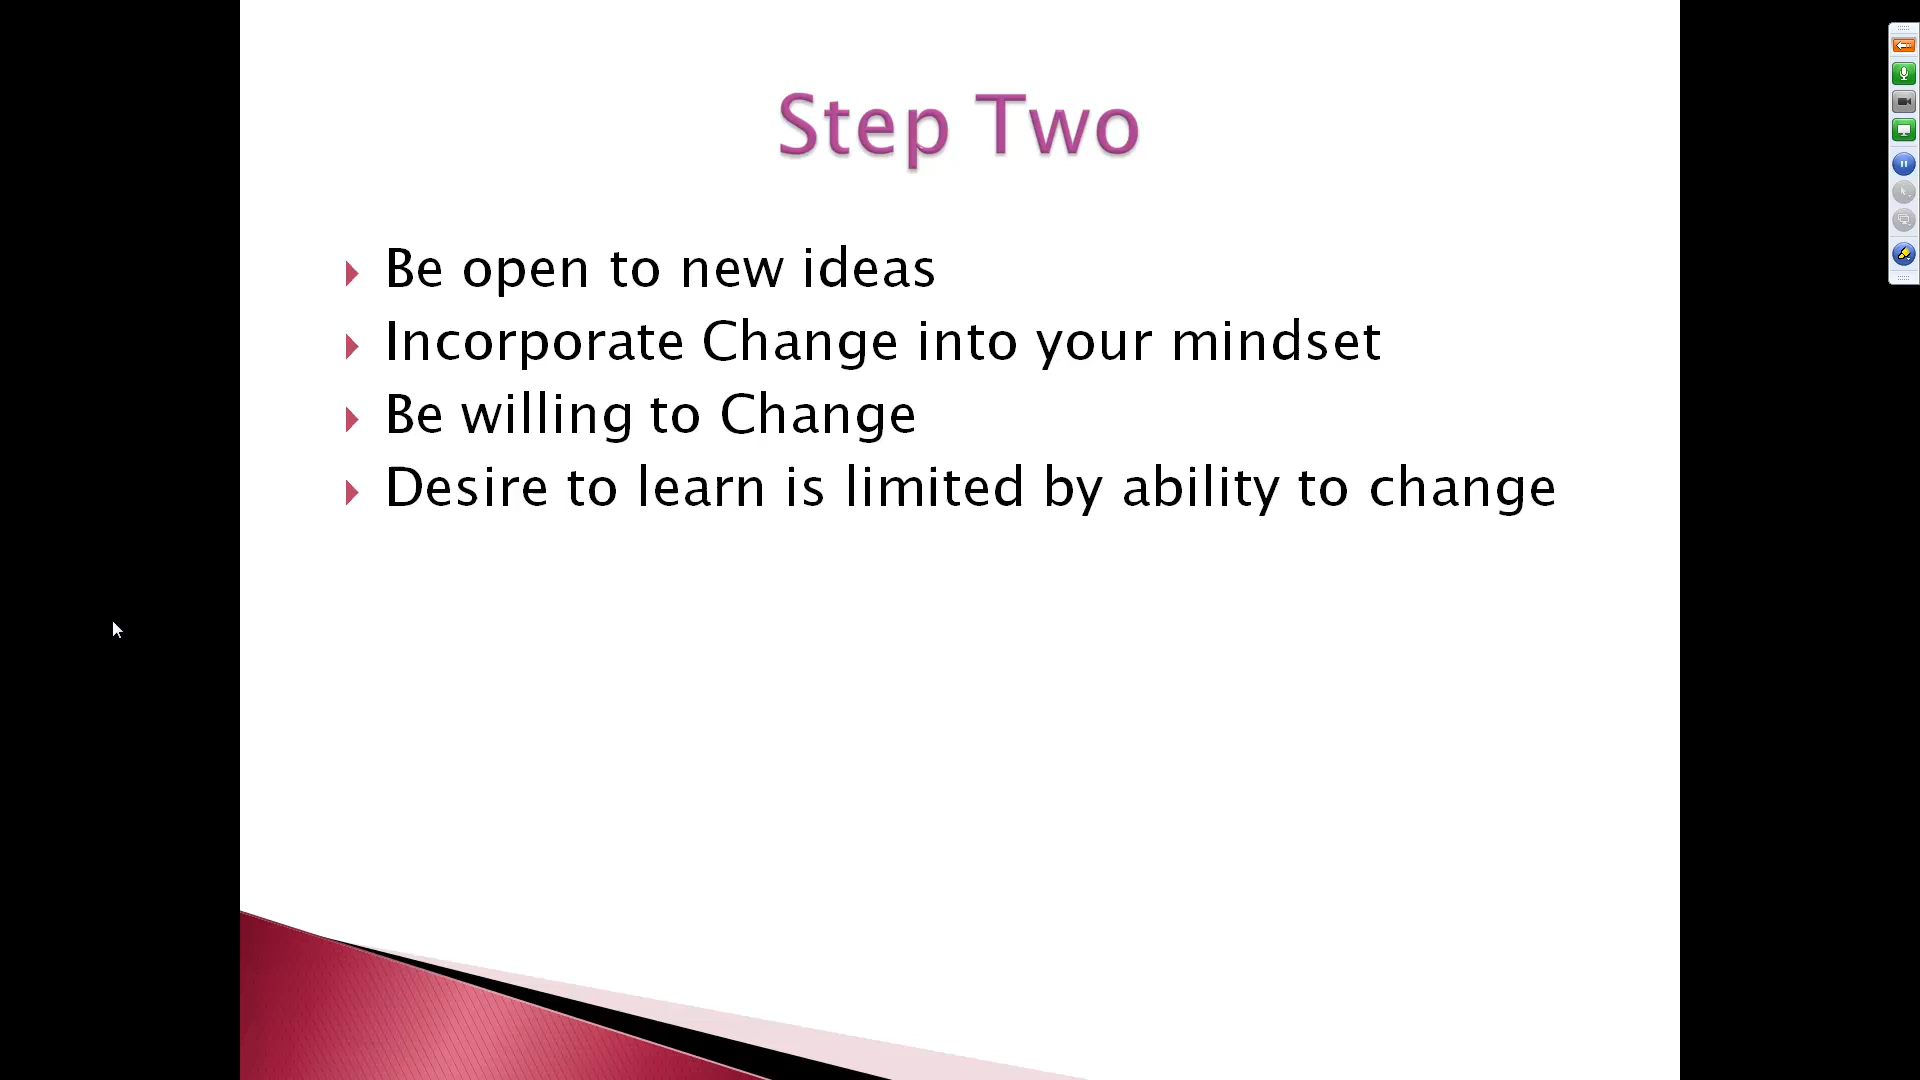 Step Two
Be open to new ideas
Incorporate Change into your mindset
Be willing to Change
Desire to learn is limited by ability to change